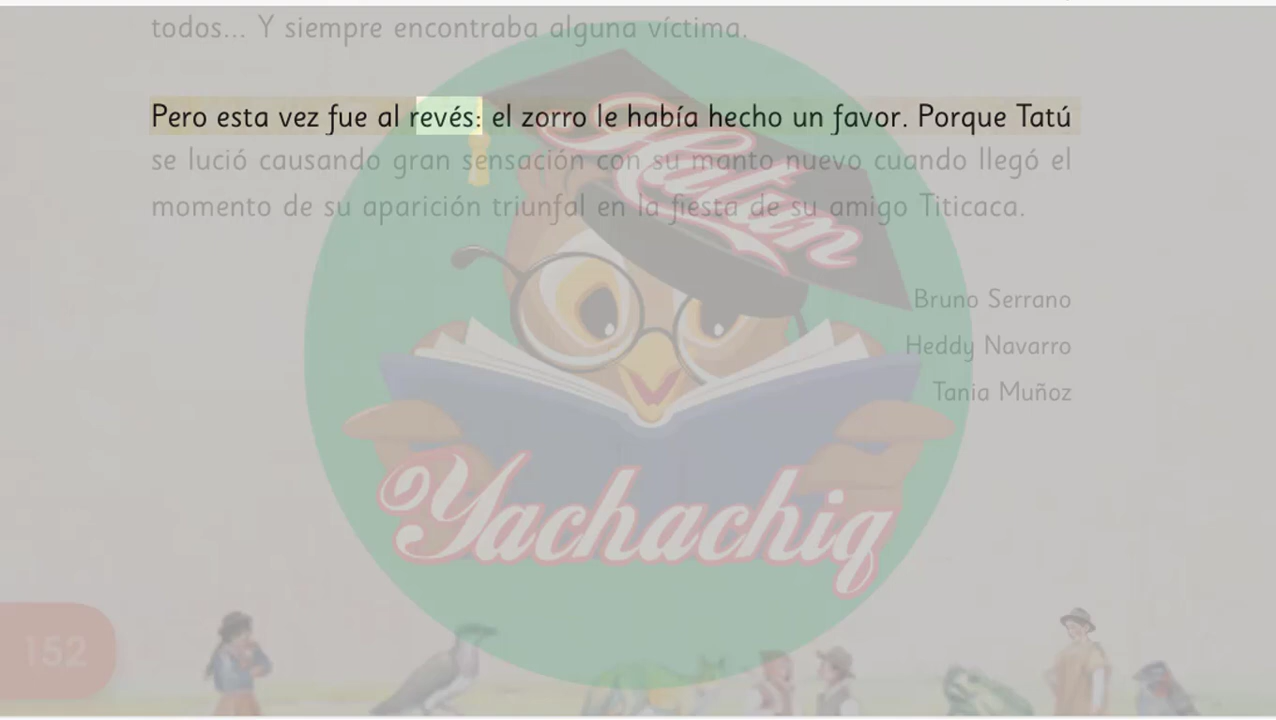 todos... Y siempre encontraba alguna víctima.
Pero esta vez fue al revés: el zorro le había hecho un favor. Porque Tatú
se lució causando gran sensación con su manto nuevo cuando llegó el
momento de su aparición triunfal en la fiesta de su amigo Titicaca.
Bruno Serrano
Heddy Navarro
Tania Muñoz
Hatun
Yachachiq
152